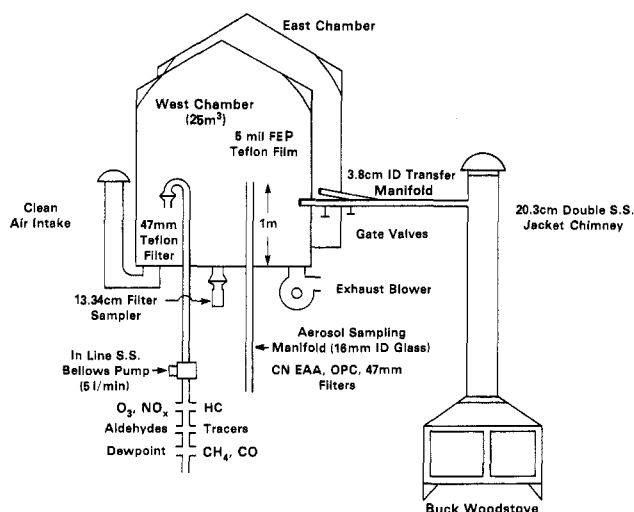 East Chamber
West Chamber
(25m³)
5 mil FEP
Teflon Film
3.8cm ID Transfer
Manifold
Clean
Air Intake
47mm
Teflon
Filter
1m
20.3cm Double S.S.
Jacket Chimney
Gate Valves
13.34cm Filter
Sampler
Exhaust Blower
Aerosol Sampling
Manifold (16mm ID Glass)
In Line S.S.
Bellows Pump
(5 l/min)
CN EAA, OPC, 47mm
Filters
O₃, NOₓ HC
Aldehydes Tracers
Dewpoint CH₄, CO
Buck Woodstove